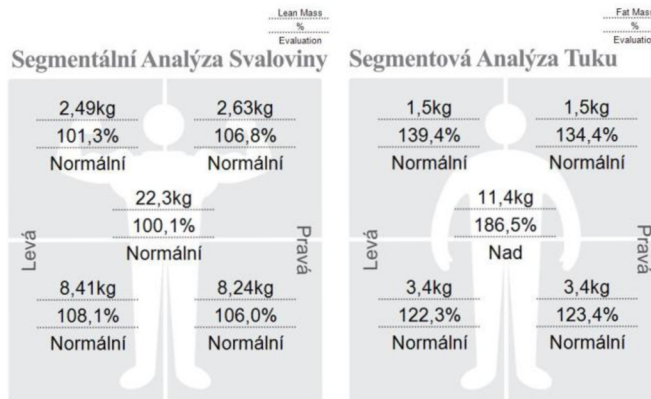 Lean Mass
%
Evaluation
Segmentální Analýza Svaloviny
2,49kg
101,3%
Normální
2,63kg
106,8%
Normální
22,3kg
100,1%
Normální
Levá
Pravá
8,41kg
108,1%
Normální
8,24kg
106,0%
Normální
Fat Mass
%
Evaluation
Segmentová Analýza Tuku
1,5kg
139,4%
Normální
1,5kg
134,4%
Normální
11,4kg
186,5%
Nad
Levá
Pravá
3,4kg
122,3%
Normální
3,4kg
123,4%
Normální